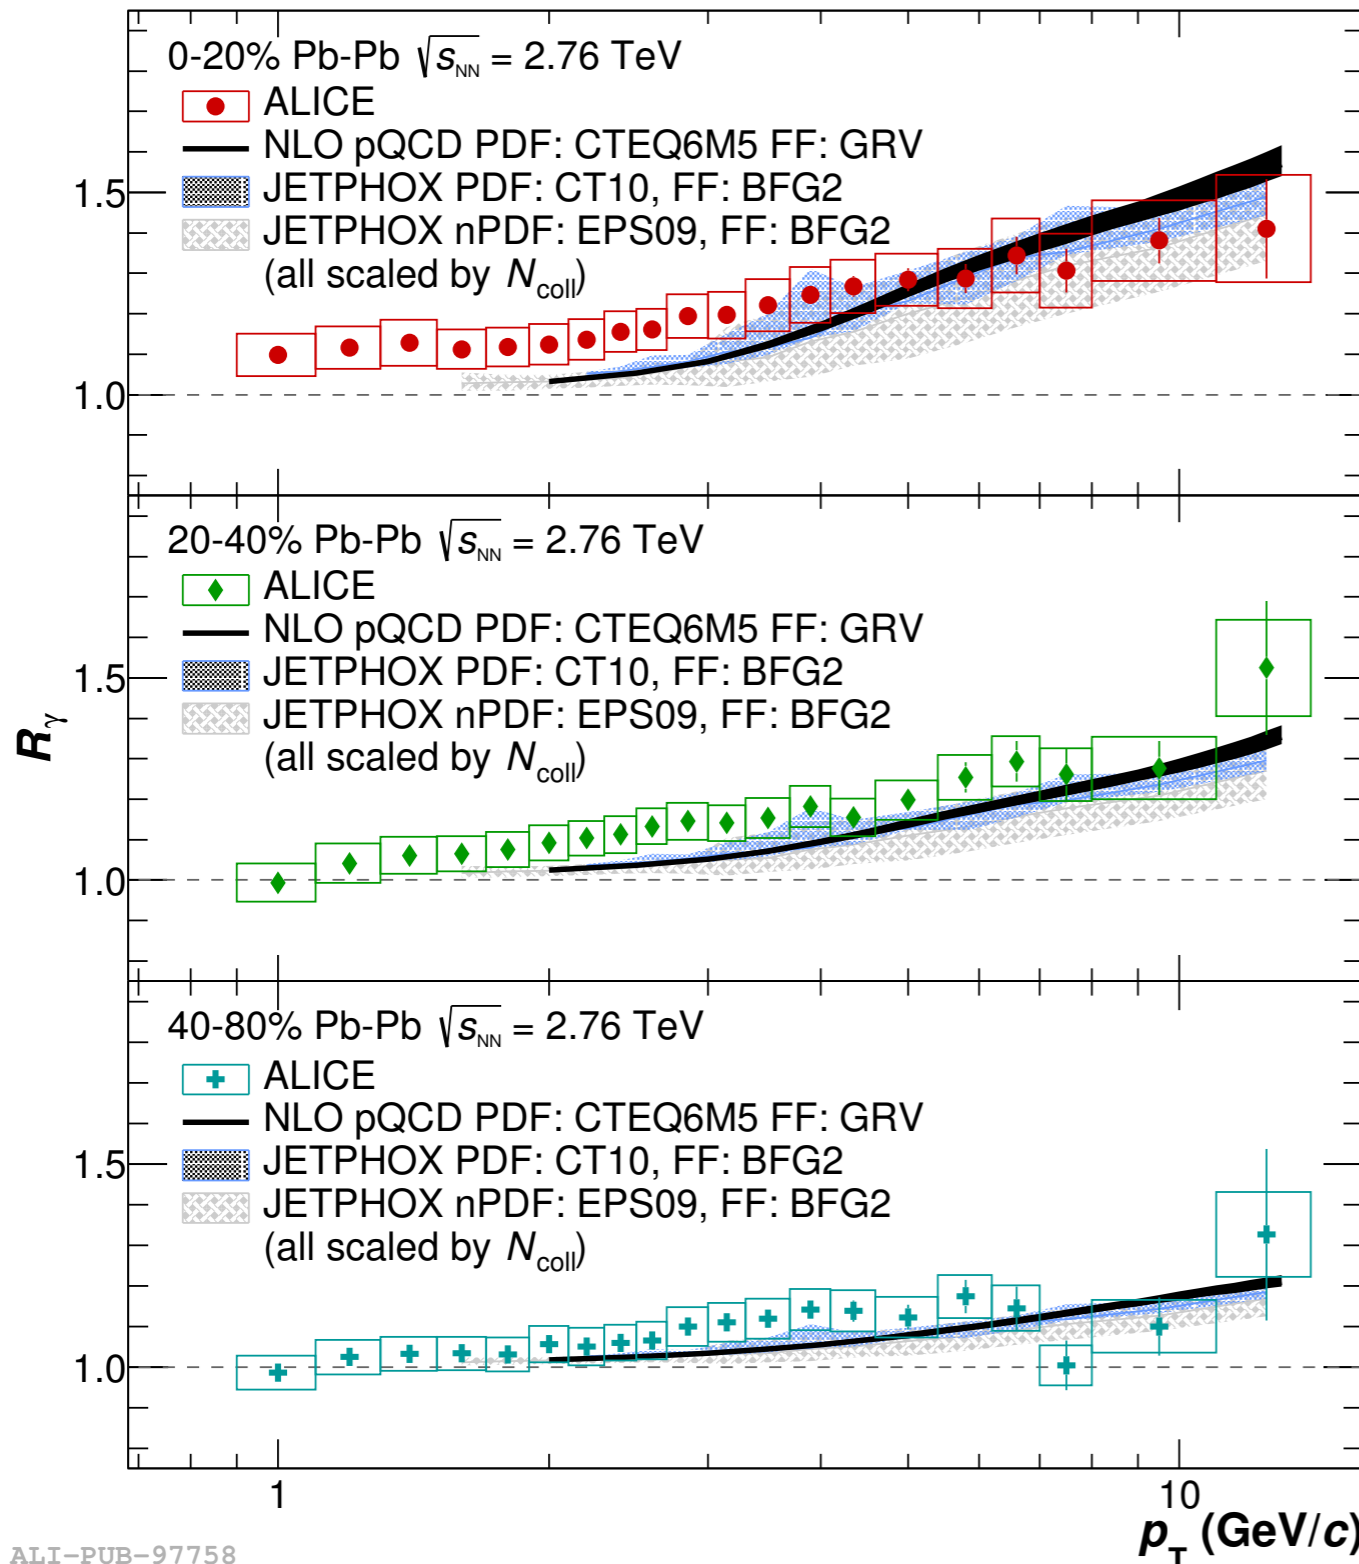 0-20% Pb-Pb √s_NN = 2.76 TeV
ALICE
NLO pQCD PDF: CTEQ6M5 FF: GRV
JETPHOX PDF: CT10, FF: BFG2
JETPHOX nPDF: EPS09, FF: BFG2
(all scaled by N_coll)
1.5
1.0
20-40% Pb-Pb √s_NN = 2.76 TeV
ALICE
NLO pQCD PDF: CTEQ6M5 FF: GRV
JETPHOX PDF: CT10, FF: BFG2
JETPHOX nPDF: EPS09, FF: BFG2
(all scaled by N_coll)
1.5
1.0
R_γ
40-80% Pb-Pb √s_NN = 2.76 TeV
ALICE
NLO pQCD PDF: CTEQ6M5 FF: GRV
JETPHOX PDF: CT10, FF: BFG2
JETPHOX nPDF: EPS09, FF: BFG2
(all scaled by N_coll)
1.5
1.0
1 10
p_T (GeV/c)
ALI-PUB-97758